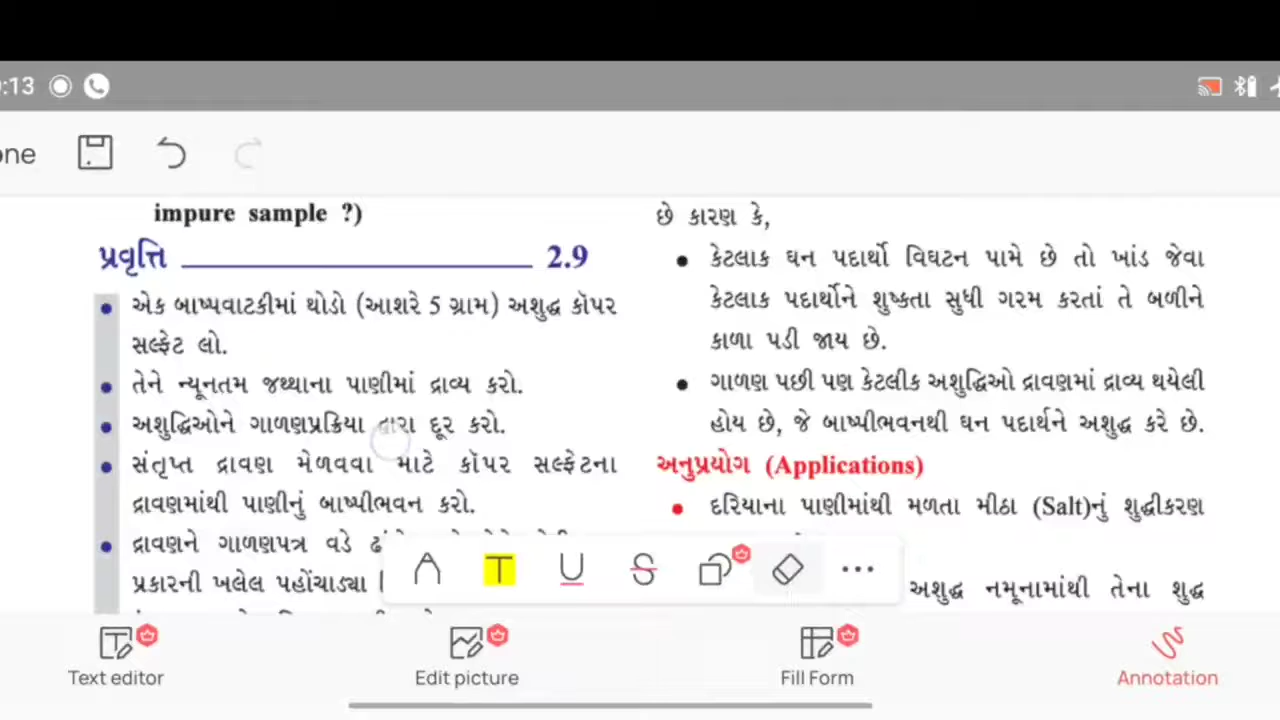 :13
one
impure sample ?)
પ્રવૃત્તિ 2.9
એક બાષ્પવાટકીમાં થોડો (આશરે 5 ગ્રામ) અશુદ્ધ કૉપર
સલ્ફેટ લો.
તેને ન્યૂનતમ જથ્થાના પાણીમાં દ્રાવ્ય કરો.
અશુદ્ધિઓને ગાળણપ્રક્રિયા દ્વારા દૂર કરો.
સંતૃપ્ત દ્રાવણ મેળવવા માટે કૉપર સલ્ફેટના
દ્રાવણમાંથી પાણીનું બાષ્પીભવન કરો.
દ્રાવણને ગાળણપત્ર વડે
પ્રકારની ખલેલ પહોંચાડ્યા
છે કારણ કે,
કેટલાક ઘન પદાર્થો વિઘટન પામે છે તો ખાંડ જેવા
કેટલાક પદાર્થોને શુષ્કતા સુધી ગરમ કરતાં તે બળીને
કાળા પડી જાય છે.
ગાળણ પછી પણ કેટલીક અશુદ્ધિઓ દ્રાવણમાં દ્રાવ્ય થયેલી
હોય છે, જે બાષ્પીભવનથી ઘન પદાર્થને અશુદ્ધ કરે છે.
અનુપ્રયોગ (Applications)
દરિયાના પાણીમાંથી મળતા મીઠા (Salt)નું શુદ્ધીકરણ
અશુદ્ધ નમૂનામાંથી તેના શુદ્ધ
T U S
Text editor
Edit picture
Fill Form
Annotation